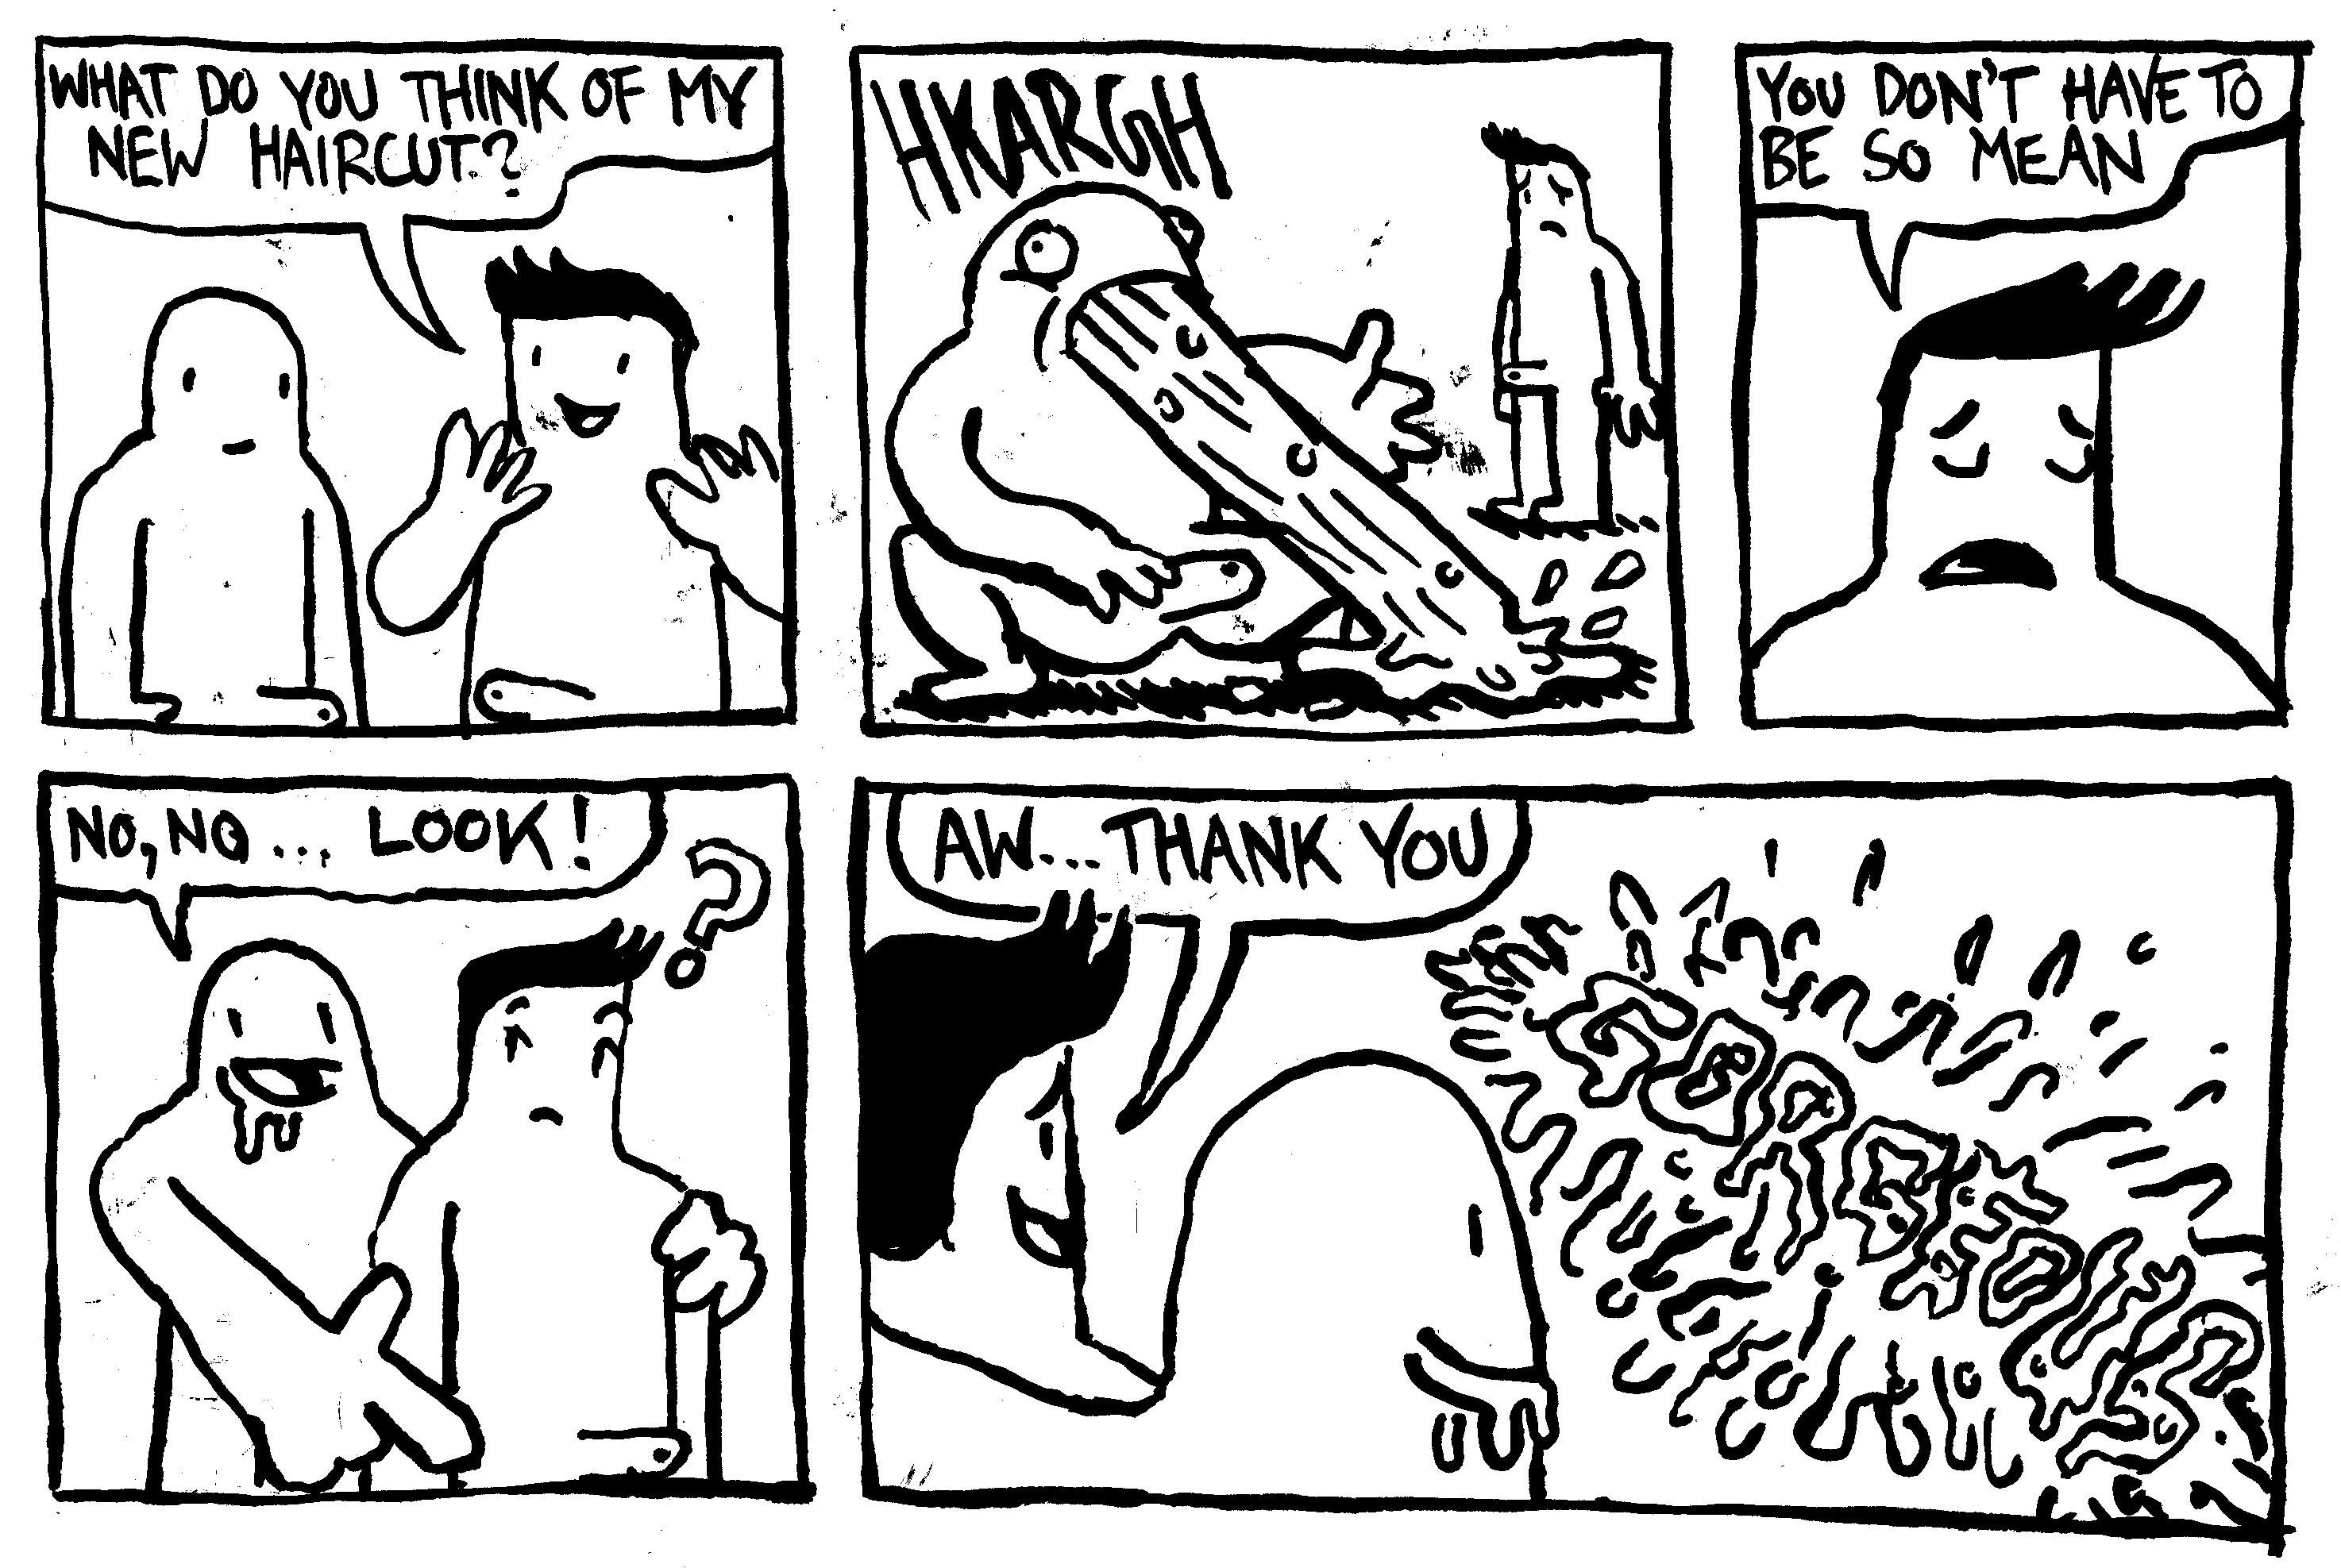 WHAT DO YOU THINK OF MY
NEW HAIRCUT?
HKARGH
YOU DON'T HAVE TO
BE SO MEAN
NO, NO... LOOK!
?
AW... THANK YOU